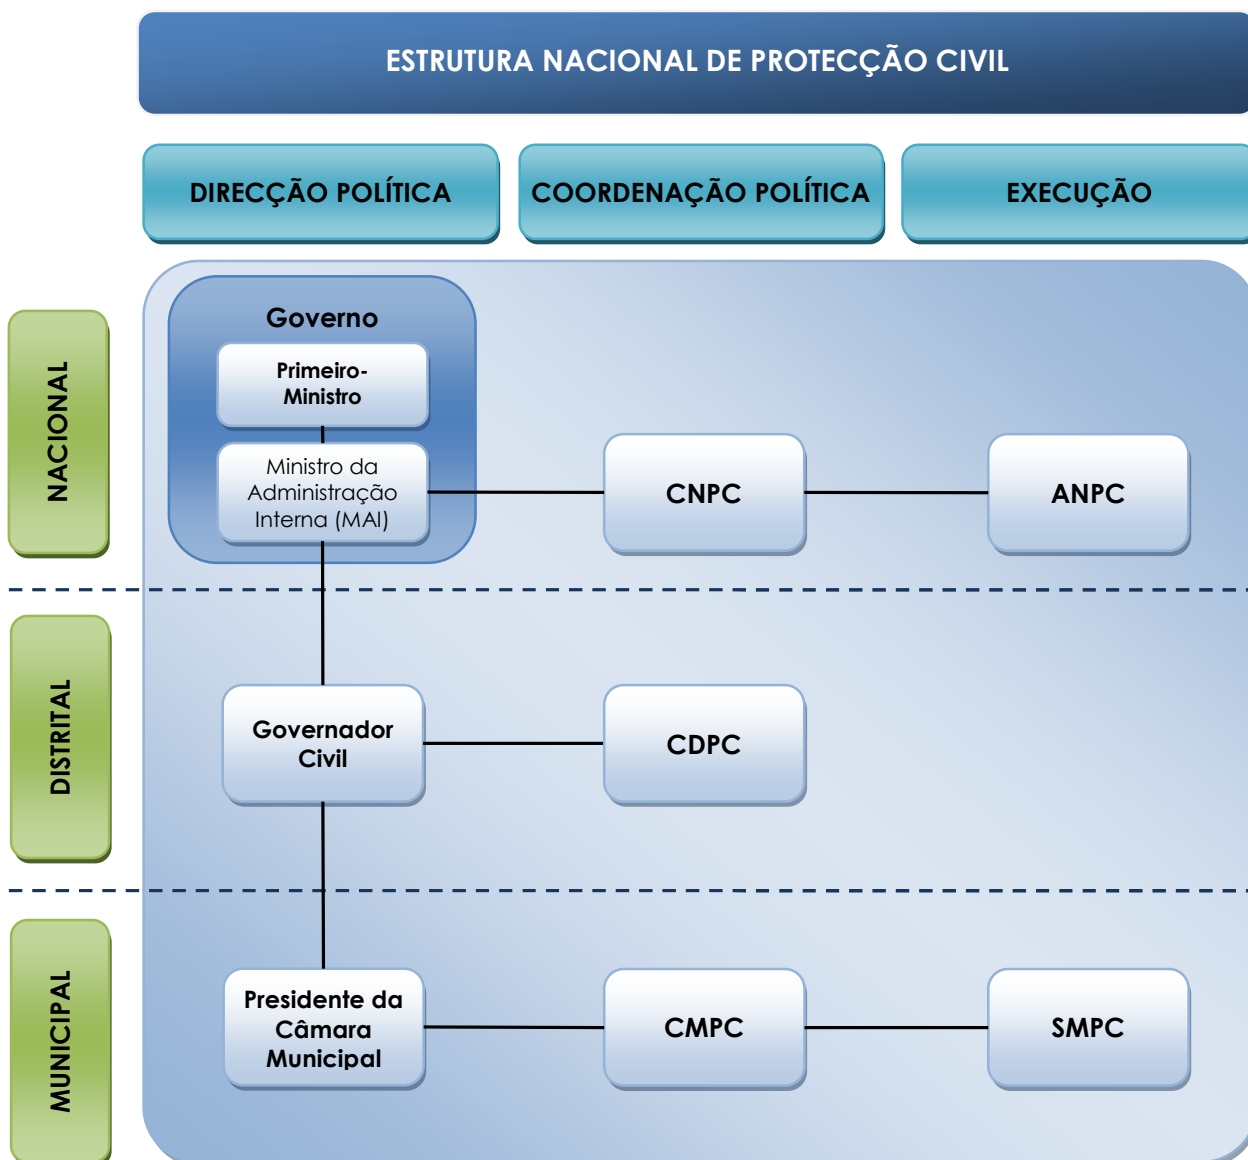 ESTRUTURA NACIONAL DE PROTECÇÃO CIVIL
DIRECÇÃO POLÍTICA
COORDENAÇÃO POLÍTICA
EXECUÇÃO
NACIONAL
Governo
Primeiro-
Ministro
Ministro da
Administração
Interna (MAI)
CNPC
ANPC
DISTRITAL
Governador
Civil
CDPC
MUNICIPAL
Presidente da
Câmara
Municipal
CMPC
SMPC